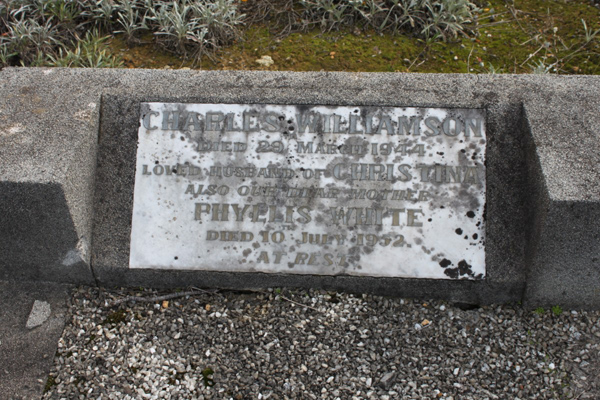 CHARLES WILLIAMSON
DIED 29 MARCH 1944
LOVED HUSBAND OF CHRISTINA
ALSO OUR DEAR MOTHER
PHYLLIS WHITE
DIED 10 JULY 1952
AT REST